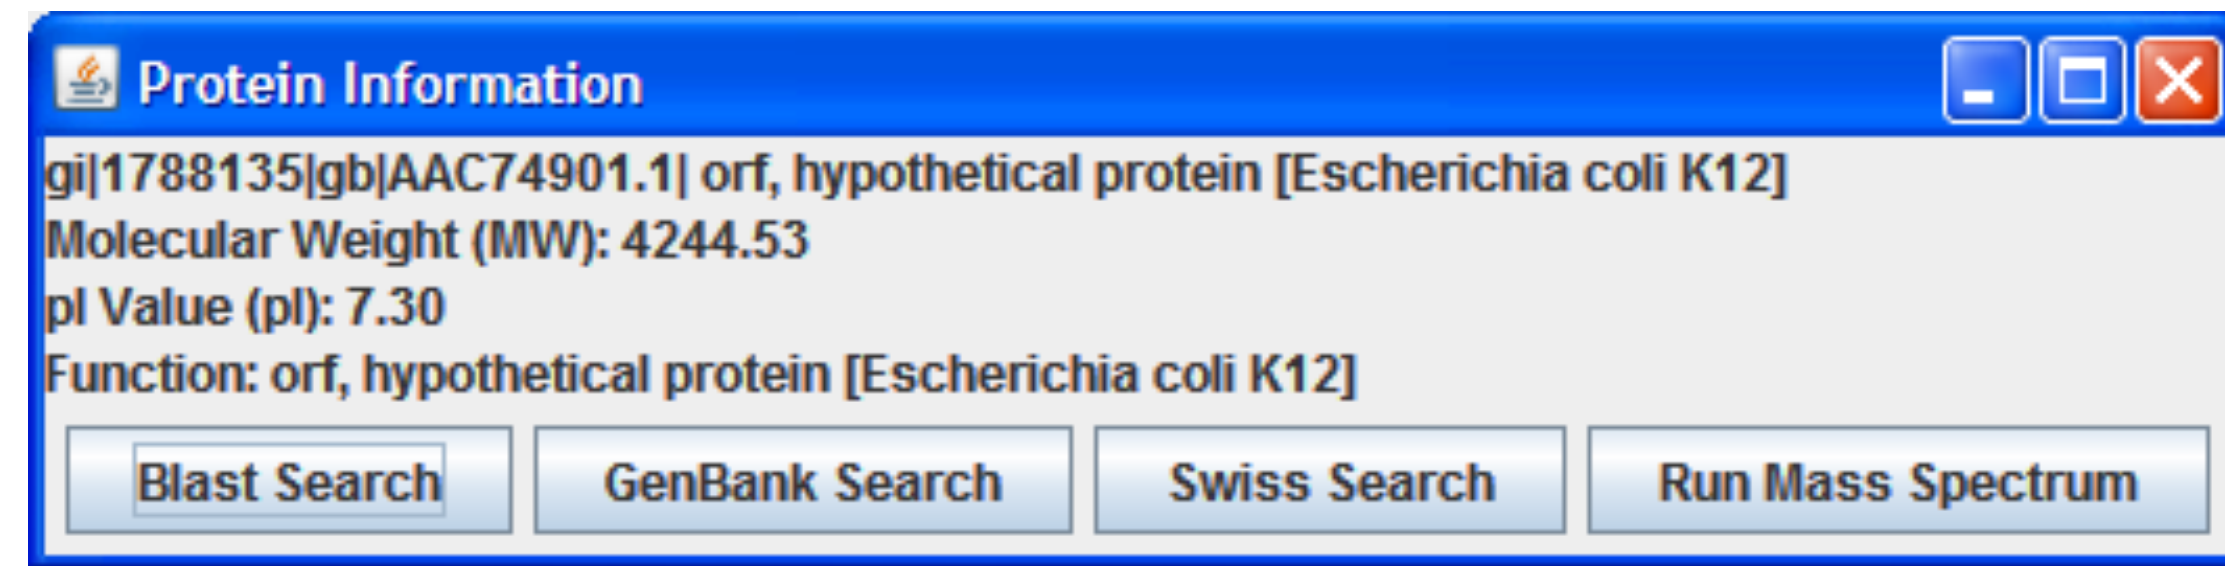 Protein Information
gi|1788135|gb|AAC74901.1| orf, hypothetical protein [Escherichia coli K12]
Molecular Weight (MW): 4244.53
pI Value (pI): 7.30
Function: orf, hypothetical protein [Escherichia coli K12]
Blast Search GenBank Search Swiss Search Run Mass Spectrum